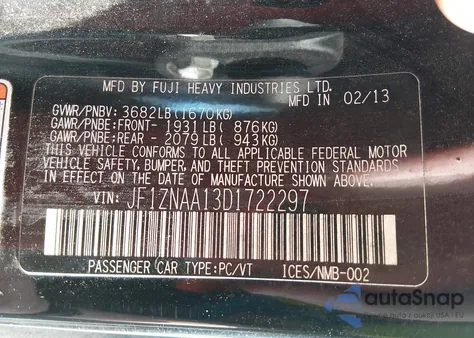 MFD BY FUJI HEAVY INDUSTRIES LTD.
IN 02/13
GVWR/PNBV: 3682LB(1670KG)
GAWR/PNBE:FRONT- 1931LB( 876KG)
GAWR/PNBE:REAR - 2079LB( 943KG)
THIS VEHICLE CONFORMS TO ALL APPLICABLE FEDERAL MOTOR
VEHICLE SAFETY, BUMPER, AND THEFT PREVENTION STANDARDS
IN EFFECT ON THE DATE OF MANUFACTURE SHOWN ABOVE.
VIN: JF1ZNAA13D1722297
PASSENGER CAR TYPE:PC/VT ICES/NMB-002
autoSnap